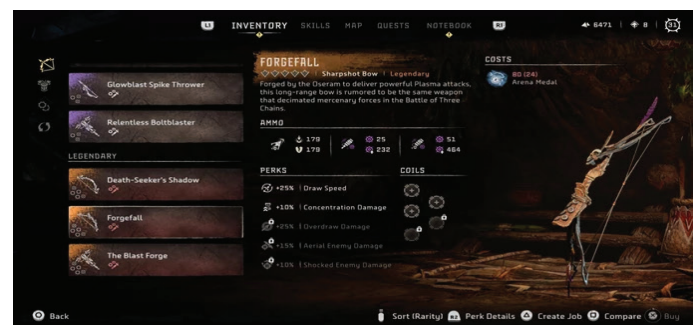 L1 INVENTORY SKILLS MAP QUESTS NOTEBOOK R1 6471 8 31
Glowblast Spike Thrower
Relentless Boltblaster
LEGENDARY
Death-Seeker's Shadow
Forgefall
The Blast Forge
FORGEFALL
Sharpshot Bow | Legendary
Forged by the Oseram to deliver powerful Plasma attacks,
this long-range bow is rumored to be the same weapon
that decimated mercenary forces in the Battle of Three
Chains.
AMMO
179 25 51
179 232 464
PERKS
+25% | Draw Speed
+10% | Concentration Damage
+25% | Overdraw Damage
+15% | Aerial Enemy Damage
+10% | Shocked Enemy Damage
COILS
COSTS
80 (24)
Arena Medal
Back
Sort (Rarity) R2 Perk Details Create Job Compare Buy